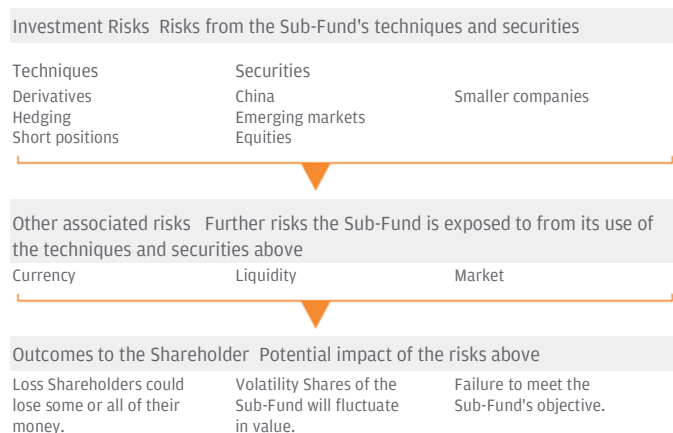 Investment Risks Risks from the Sub-Fund's techniques and securities
Techniques
Derivatives
Hedging
Short positions
Securities
China
Emerging markets
Equities
Smaller companies
Other associated risks Further risks the Sub-Fund is exposed to from its use of
the techniques and securities above
Currency
Liquidity
Market
Outcomes to the Shareholder Potential impact of the risks above
Loss Shareholders could
lose some or all of their
money.
Volatility Shares of the
Sub-Fund will fluctuate
in value.
Failure to meet the
Sub-Fund's objective.